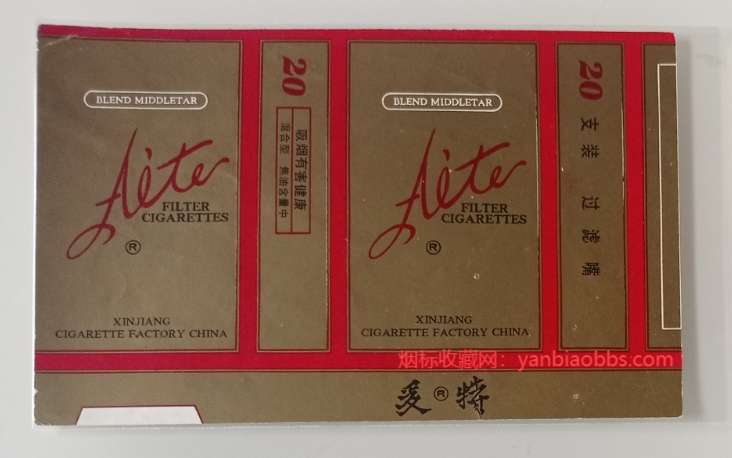 BLEND MIDDLETAR
Aète
FILTER
CIGARETTES
®
XINJIANG
CIGARETTE FACTORY CHINA
20
吸烟有害健康
混合型 焦油含量中
BLEND MIDDLETAR
Aète
FILTER
CIGARETTES
®
XINJIANG
CIGARETTE FACTORY CHINA
20
支装 过滤嘴
烟标收藏网：yanbiaobbs.com
爱®特